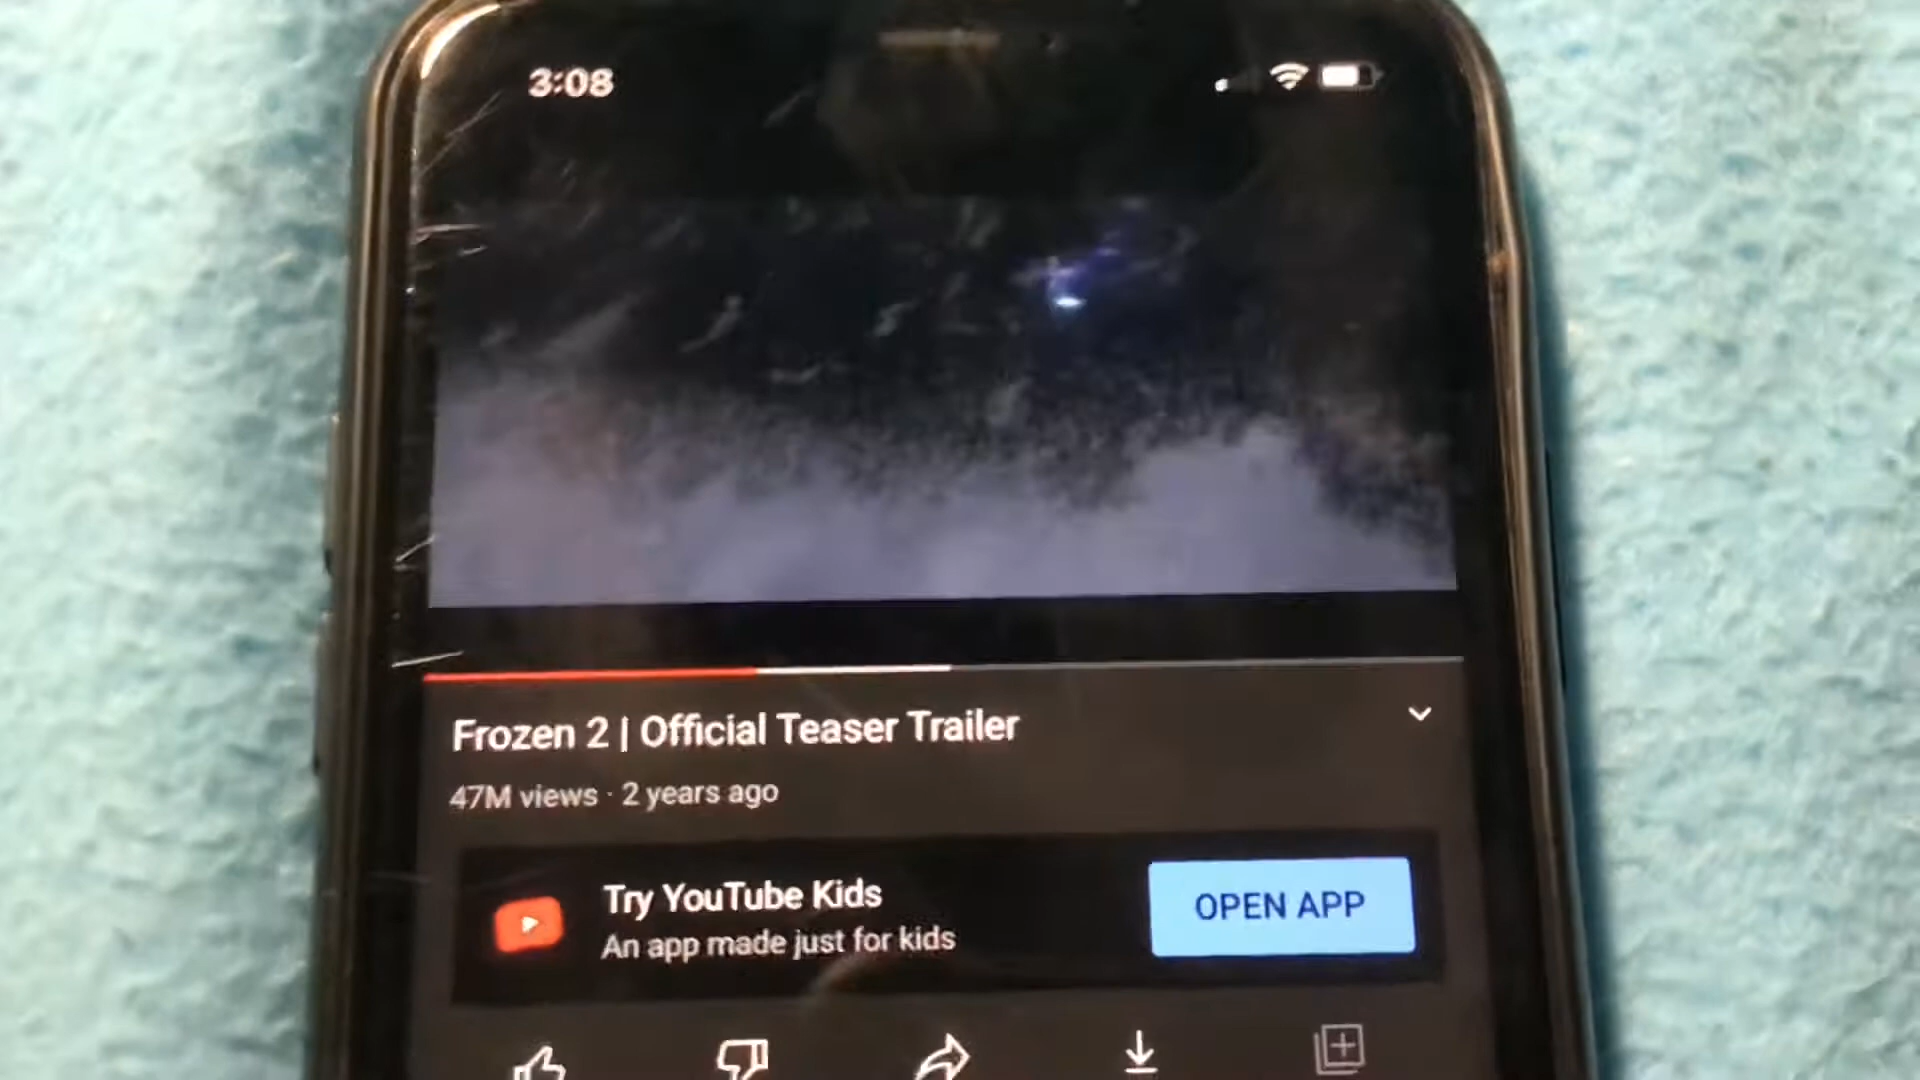 3:08
Frozen 2 | Official Teaser Trailer
47M views · 2 years ago
Try YouTube Kids
An app made just for kids
OPEN APP